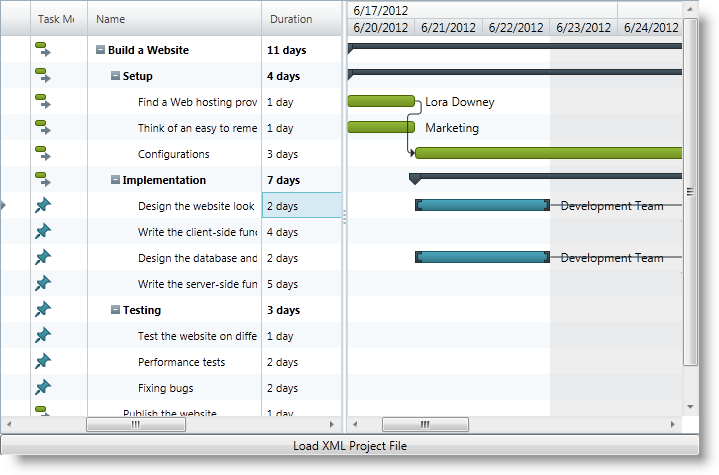 6/17/2012
Task Mo Name Duration 6/20/2012 6/21/2012 6/22/2012 6/23/2012 6/24/2012
Build a Website 11 days
Setup 4 days
Find a Web hosting prov 1 day Lora Downey
Think of an easy to reme 1 day Marketing
Configurations 3 days
Implementation 7 days
Design the website look 2 days Development Team
Write the client-side fun 4 days
Design the database and 2 days Development Team
Write the server-side fun 5 days
Testing 3 days
Test the website on diffe 1 day
Performance tests 2 days
Fixing bugs 2 days
Publish the website 1 day
Load XML Project File